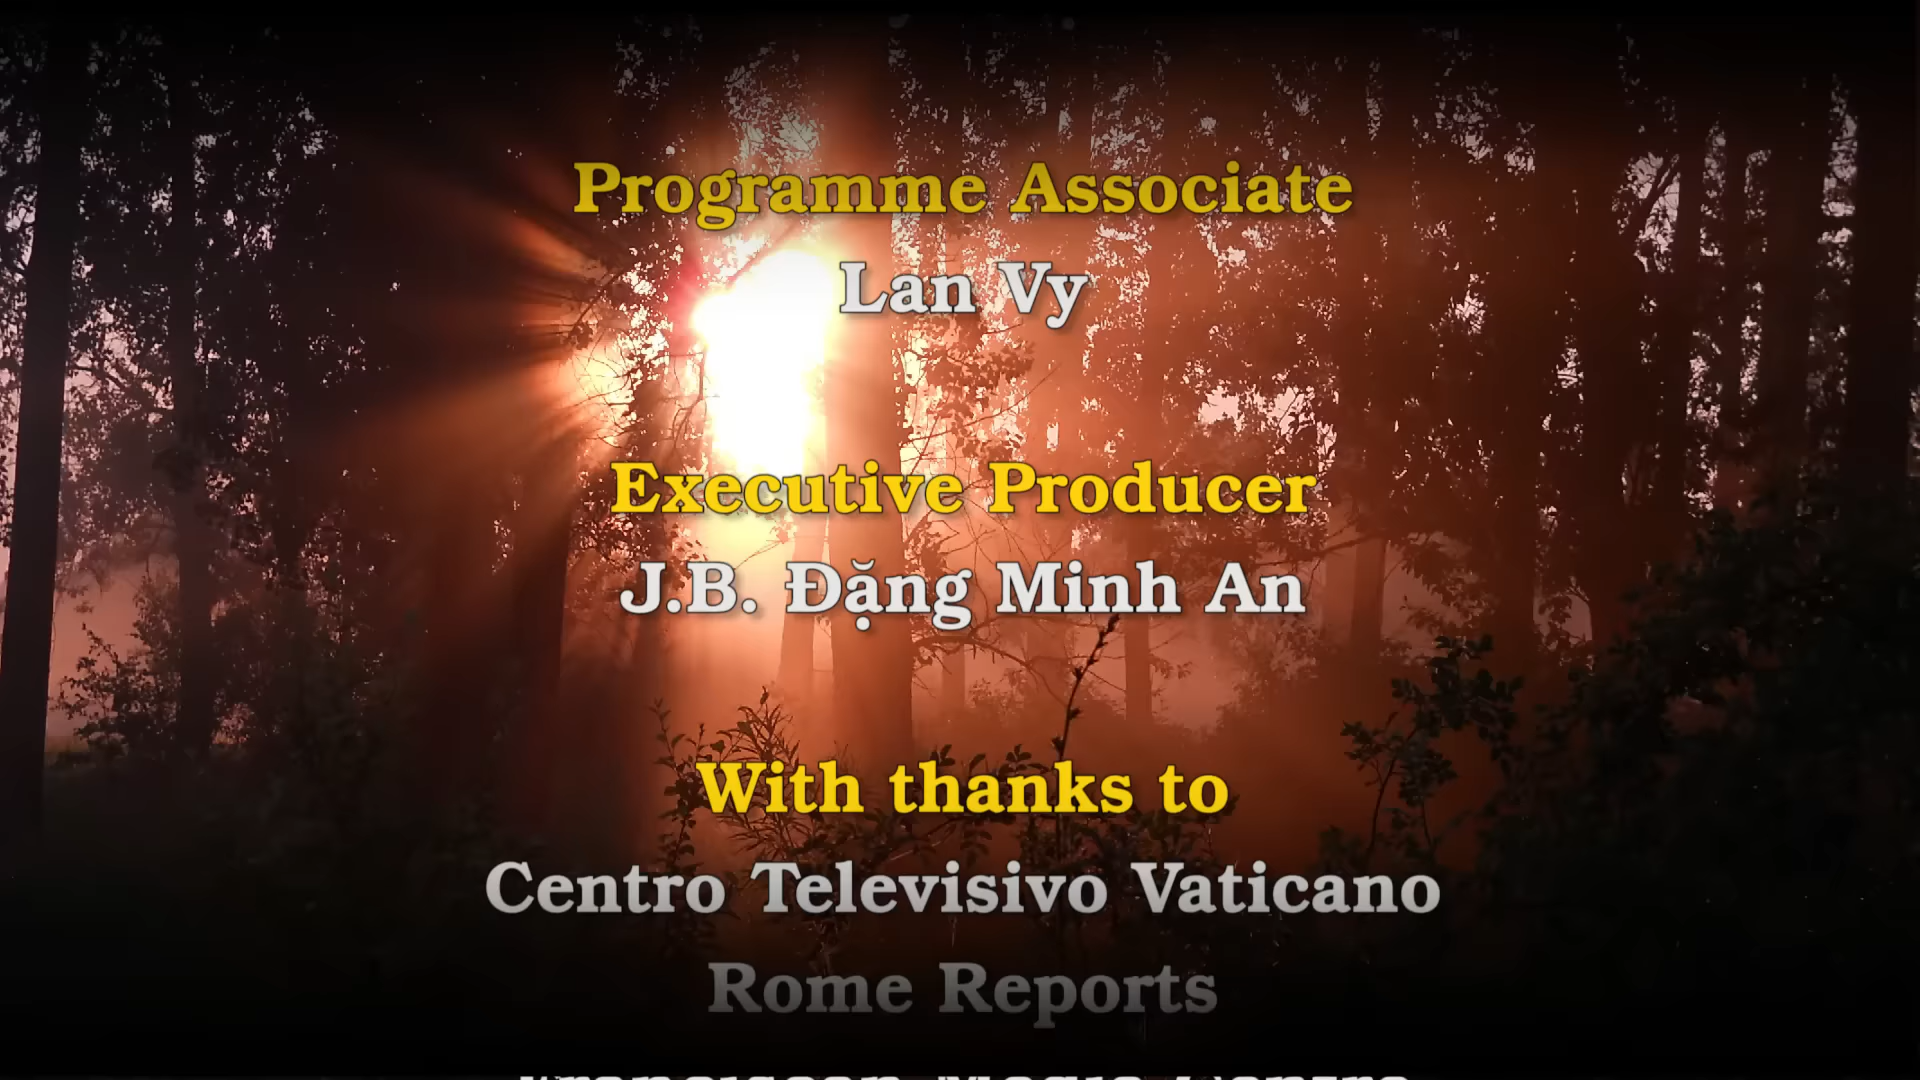 Programme Associate
Lan Vy
Executive Producer
J.B. Đặng Minh An
With thanks to
Centro Televisivo Vaticano
Rome Reports